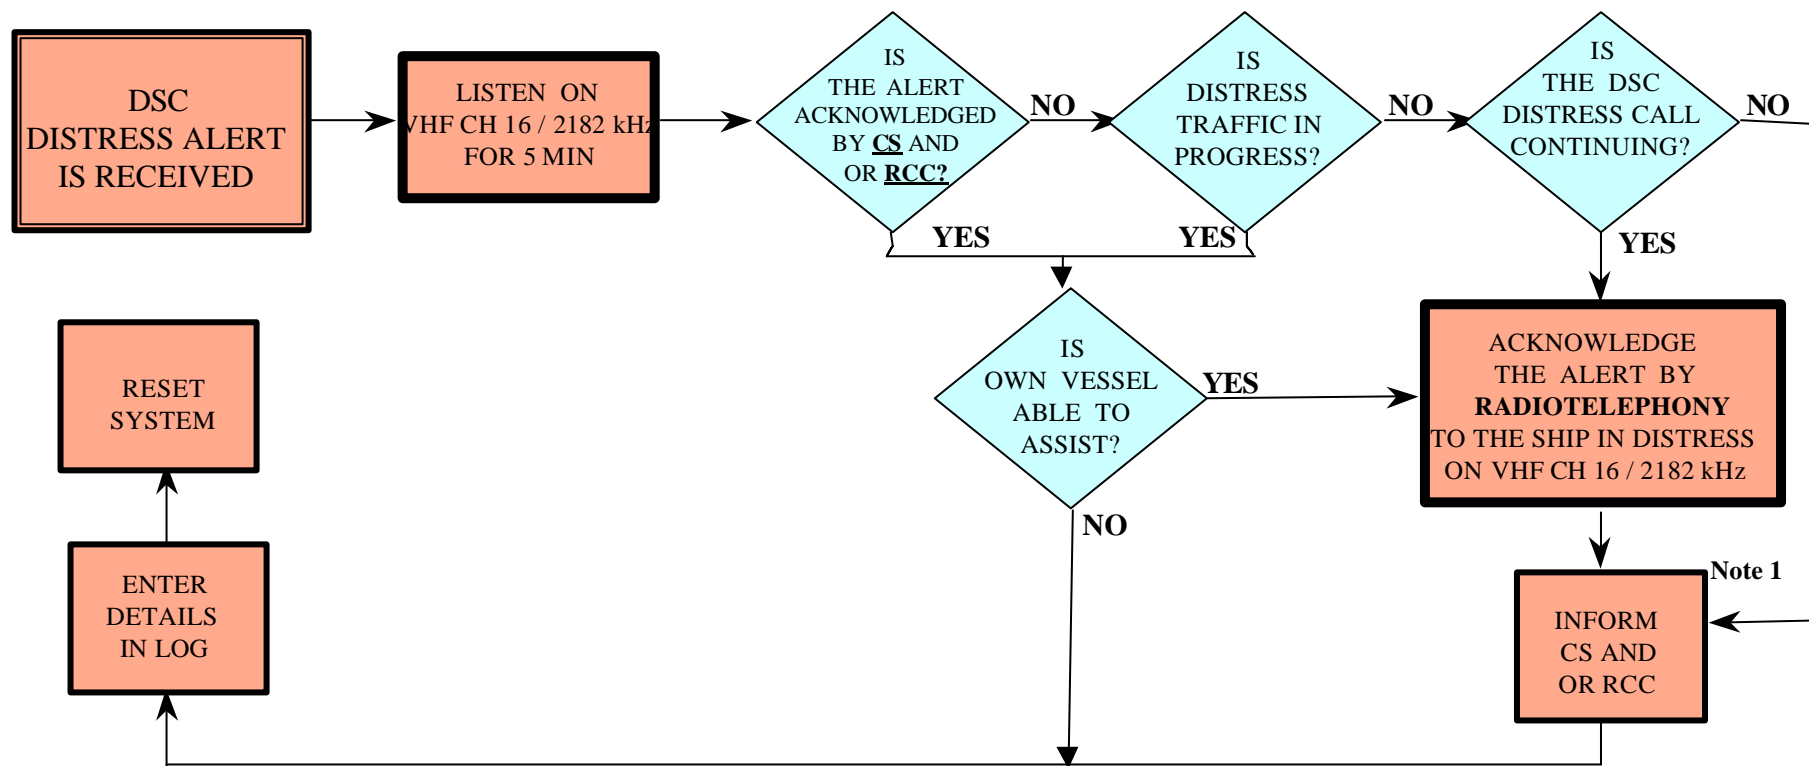 DSC
DISTRESS ALERT
IS RECEIVED
LISTEN ON
VHF CH 16 / 2182 kHz
FOR 5 MIN
IS
THE ALERT
ACKNOWLEDGED
BY CS AND
OR RCC?
NO
YES
IS
DISTRESS
TRAFFIC IN
PROGRESS?
NO
YES
IS
THE DSC
DISTRESS CALL
CONTINUING?
NO
YES
IS
OWN VESSEL
ABLE TO
ASSIST?
YES
NO
ACKNOWLEDGE
THE ALERT BY
RADIOTELEPHONY
TO THE SHIP IN DISTRESS
ON VHF CH 16 / 2182 kHz
Note 1
INFORM
CS AND
OR RCC
ENTER
DETAILS
IN LOG
RESET
SYSTEM